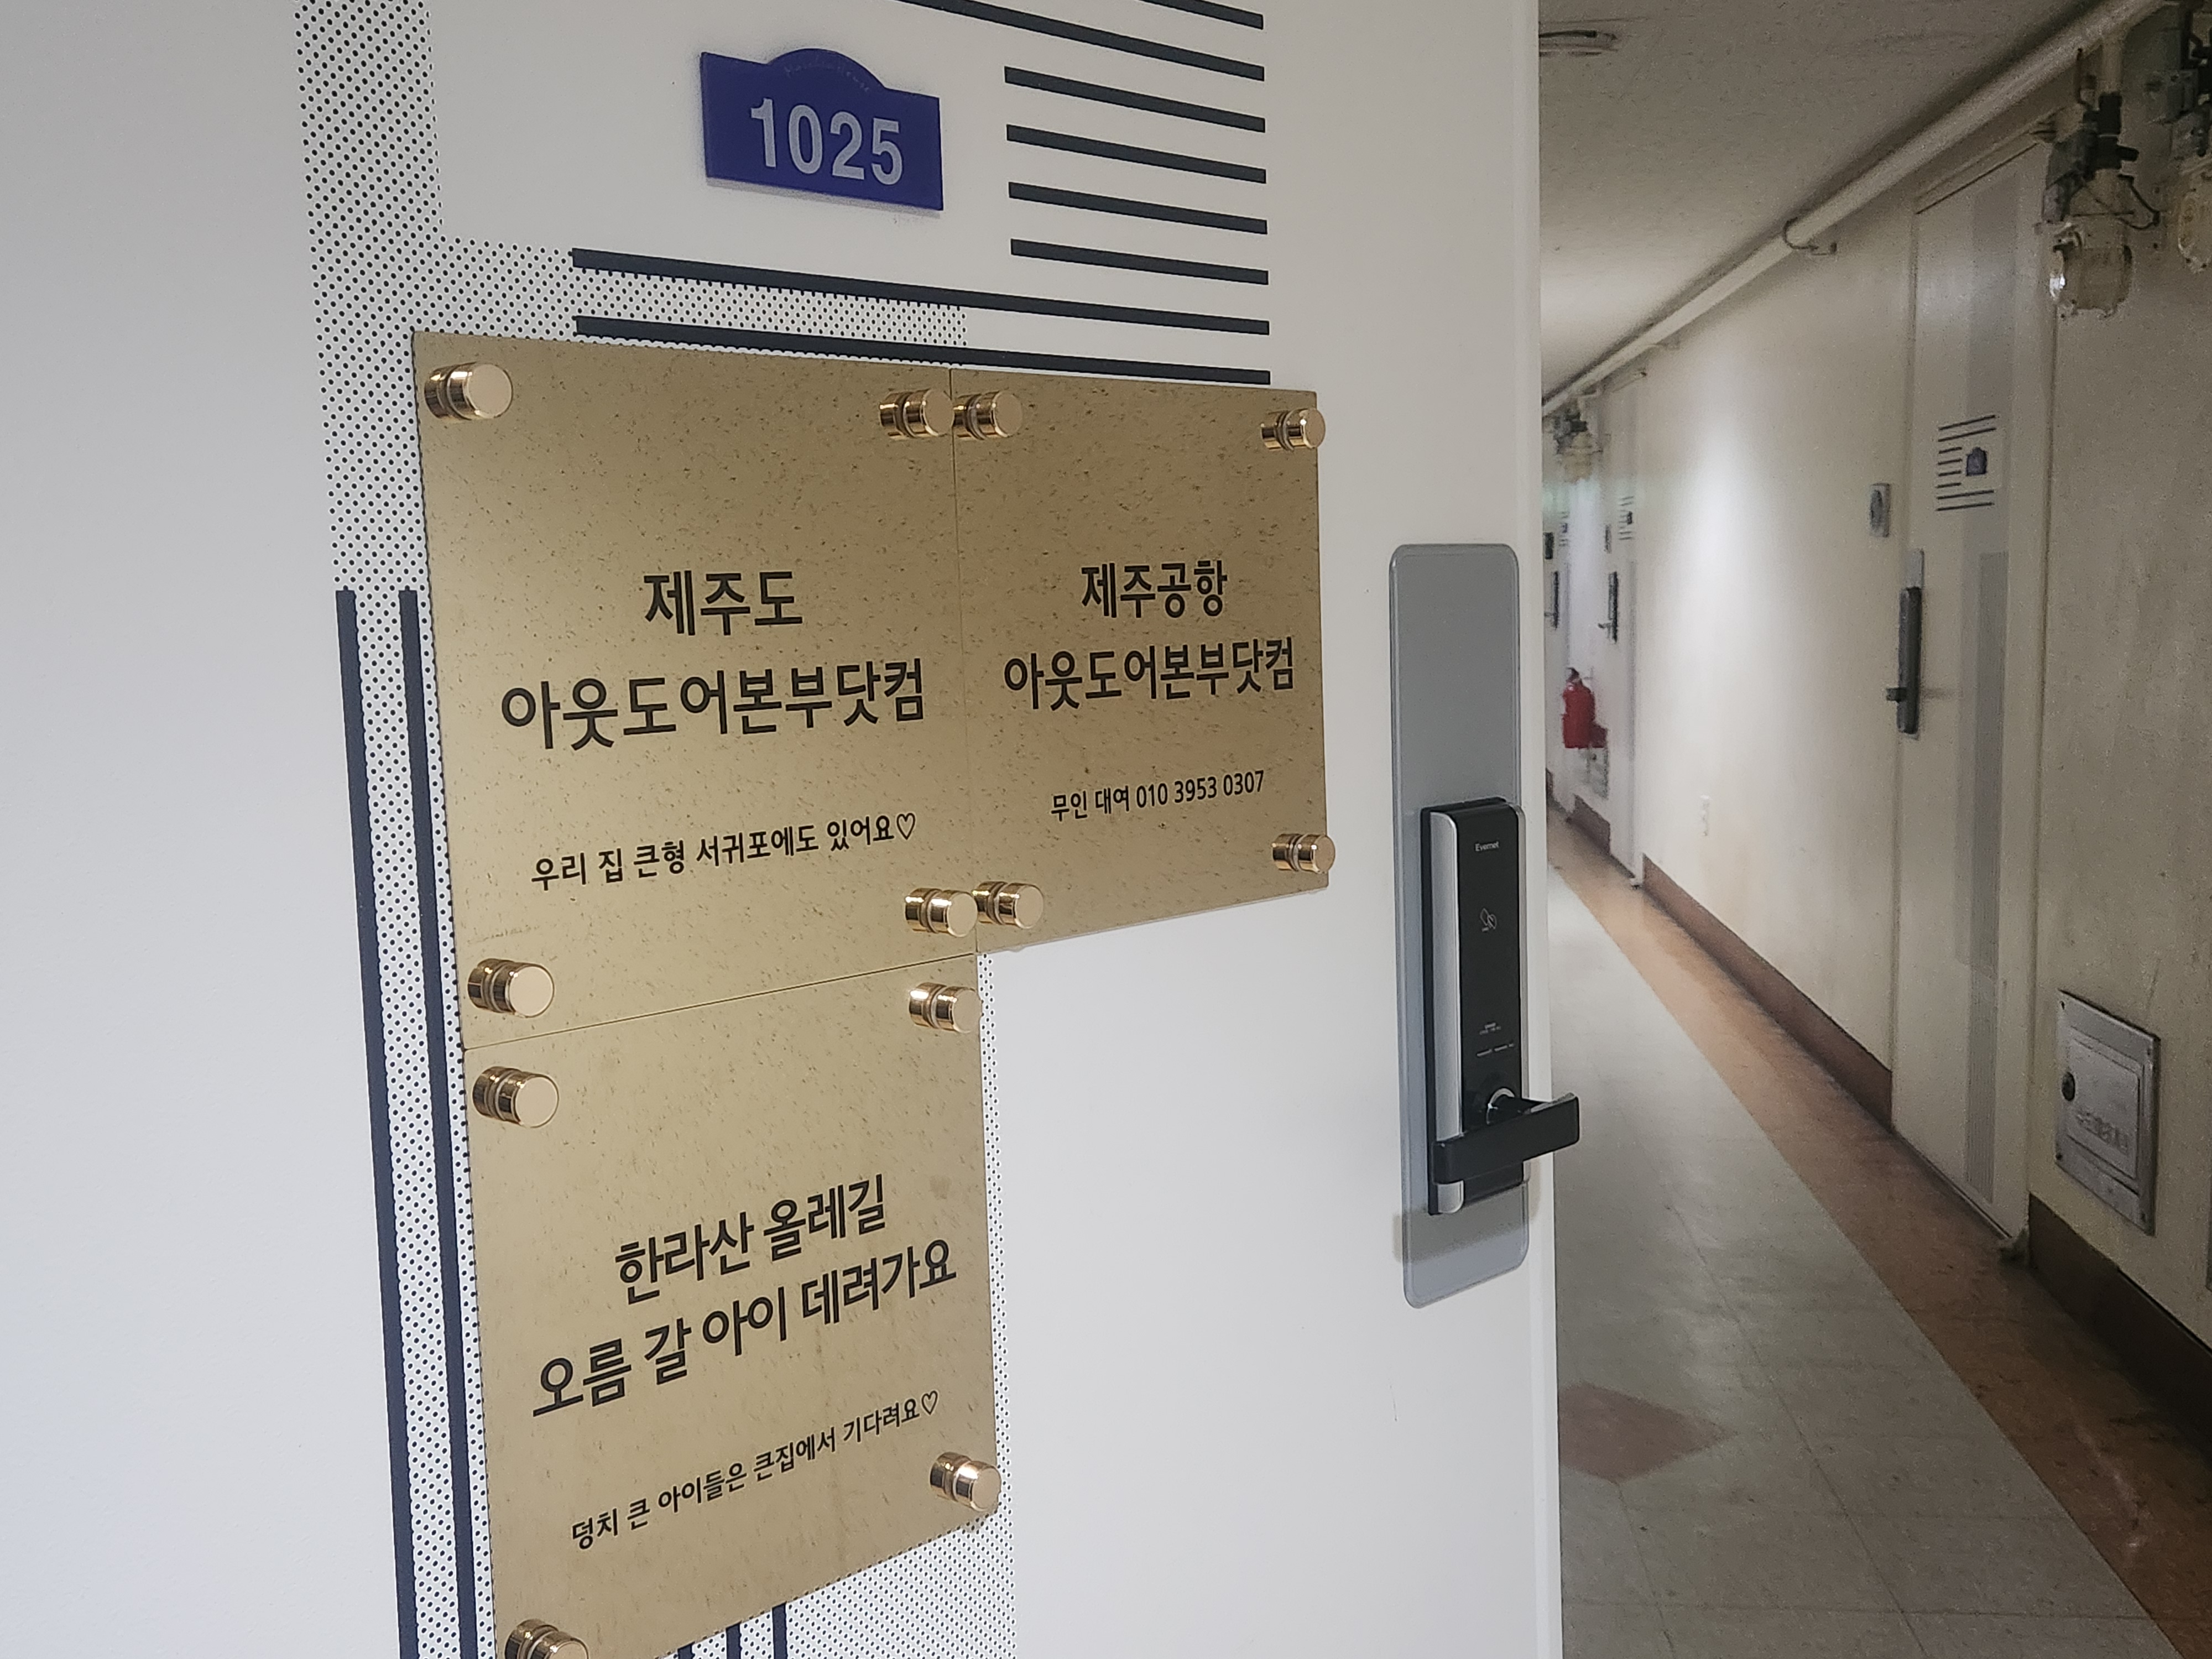 1025
제주도
아웃도어본부닷컴
우리 집 큰형 서귀포에도 있어요♡
제주공항
아웃도어본부닷컴
무인 대여 010 3953 0307
한라산 올레길
오름 갈 아이 데려가요
덩치 큰 아이들은 큰집에서 기다려요♡
Evernet